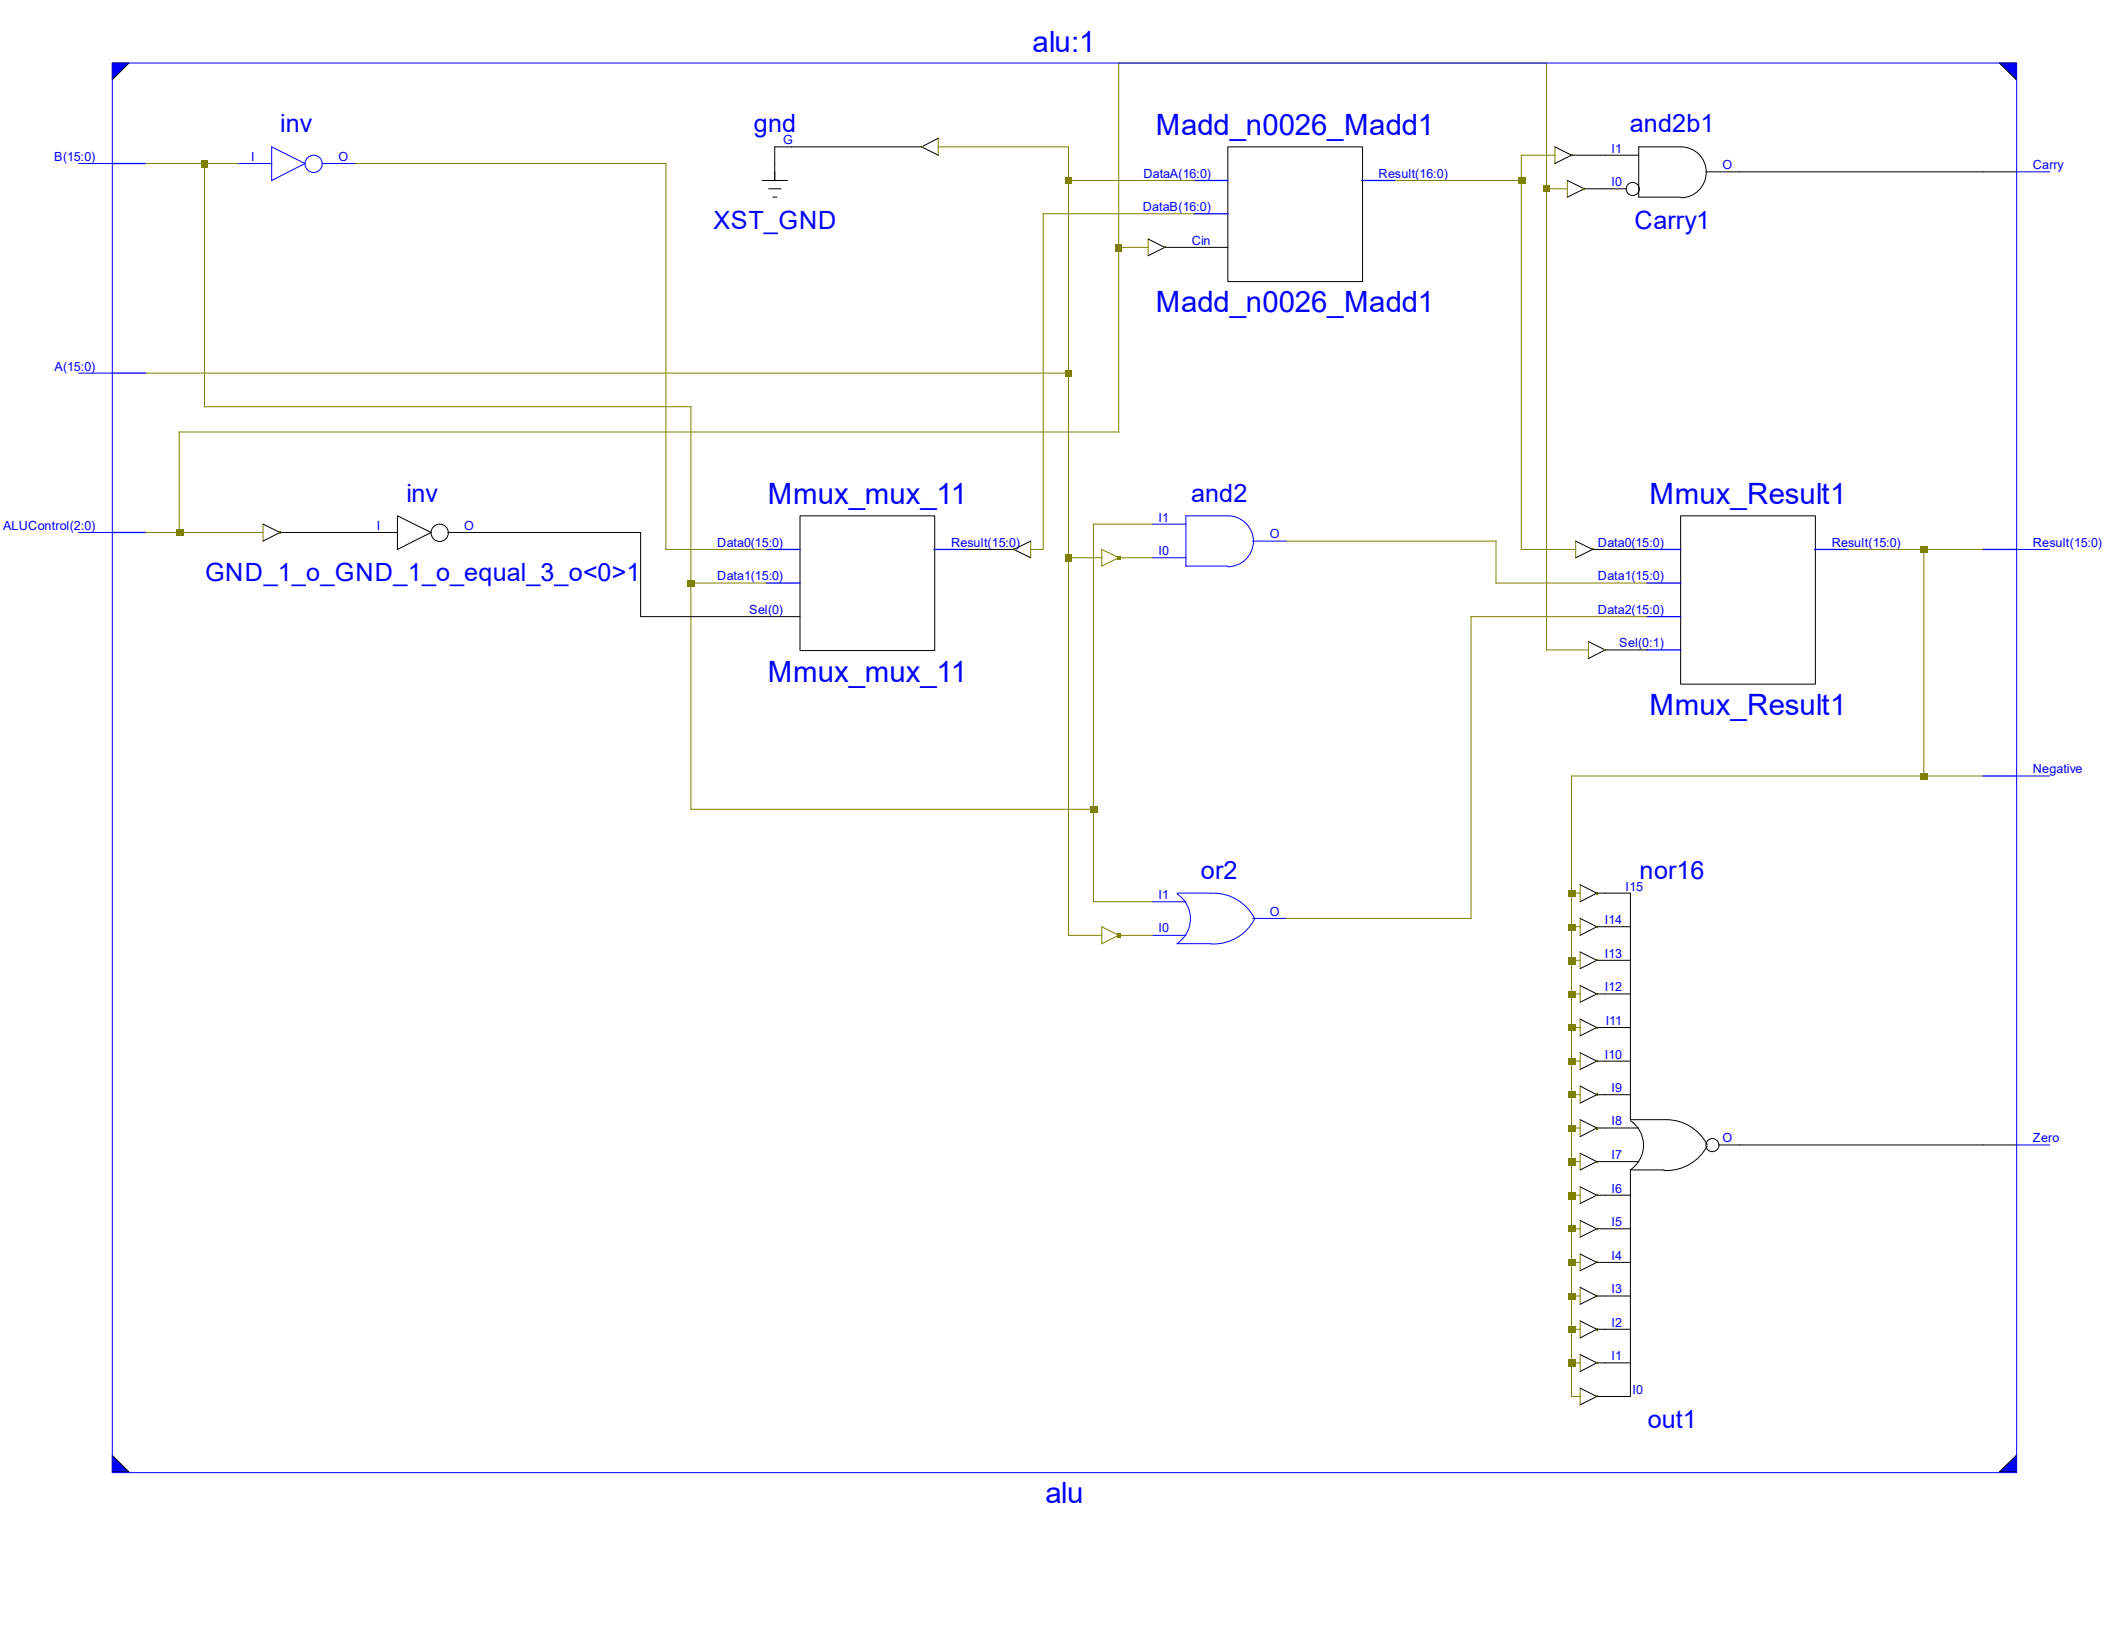 alu:1
inv
gnd
G
Madd_n0026_Madd1
and2b1
B(15:0)
I
O
DataA(16:0)
Result(16:0)
I1
O
Carry
DataB(16:0)
I0
XST_GND
Carry1
Cin
Madd_n0026_Madd1
A(15:0)
inv
Mmux_mux_11
and2
Mmux_Result1
ALUControl(2:0)
I
O
Data0(15:0)
Result(15:0)
I1
I0
O
Data0(15:0)
Result(15:0)
Result(15:0)
GND_1_o_GND_1_o_equal_3_o<0>1
Data1(15:0)
Data1(15:0)
Sel(0)
Data2(15:0)
Sel(0:1)
Mmux_mux_11
Mmux_Result1
Negative
or2
nor16
I1
I0
O
I15
I14
I13
I12
I11
I10
I9
I8
I7
O
Zero
I6
I5
I4
I3
I2
I1
I0
out1
alu